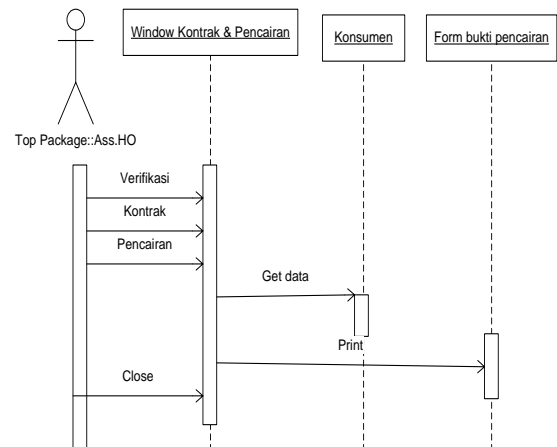 Window Kontrak & Pencairan
Konsumen
Form bukti pencairan
Top Package::Ass.HO
Verifikasi
Kontrak
Pencairan
Get data
Print
Close